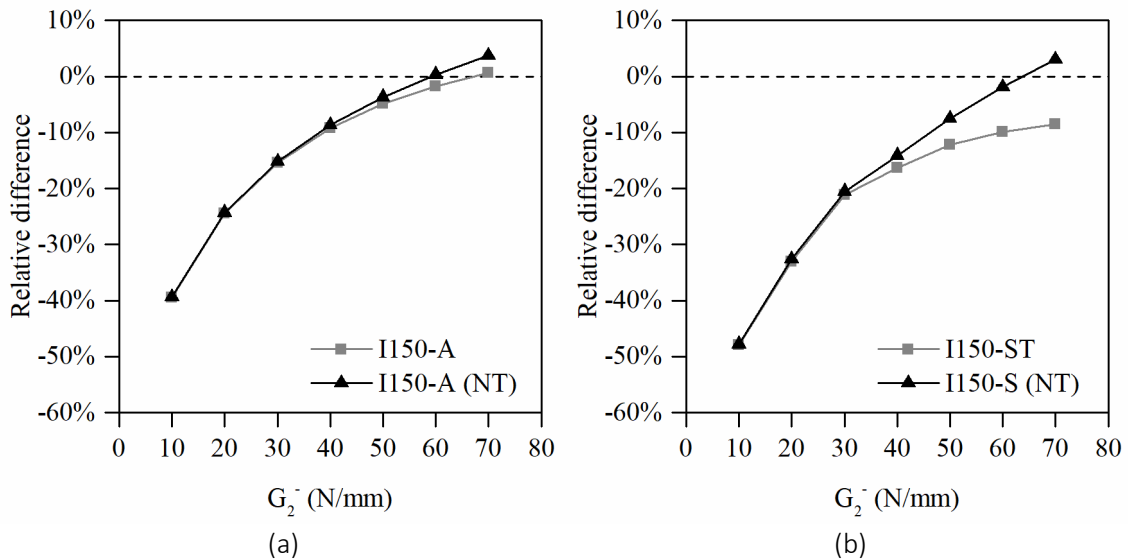 10%
0%
-10%
-20%
-30%
-40%
-50%
-60%
Relative difference
I150-A
I150-A (NT)
0 10 20 30 40 50 60 70 80
G₂⁻ (N/mm)
(a)
10%
0%
-10%
-20%
-30%
-40%
-50%
-60%
Relative difference
I150-ST
I150-S (NT)
0 10 20 30 40 50 60 70 80
G₂⁻ (N/mm)
(b)